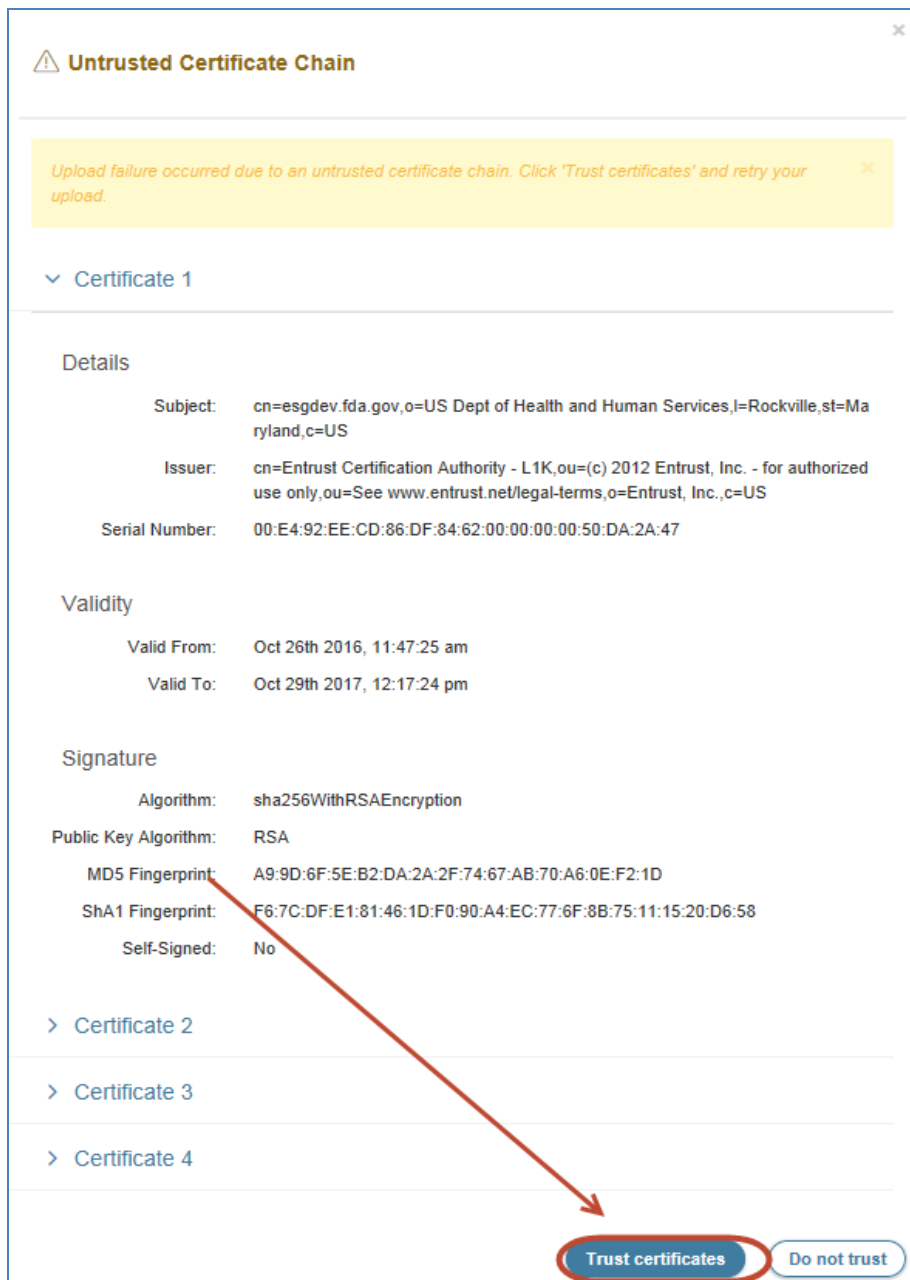 Untrusted Certificate Chain
Upload failure occurred due to an untrusted certificate chain. Click 'Trust certificates' and retry your
upload.
Certificate 1
Details
Subject: cn=esgdev.fda.gov,o=US Dept of Health and Human Services,l=Rockville,st=Ma
ryland,c=US
Issuer: cn=Entrust Certification Authority - L1K,ou=(c) 2012 Entrust, Inc. - for authorized
use only,ou=See www.entrust.net/legal-terms,o=Entrust, Inc.,c=US
Serial Number: 00:E4:92:EE:CD:86:DF:84:62:00:00:00:00:50:DA:2A:47
Validity
Valid From: Oct 26th 2016, 11:47:25 am
Valid To: Oct 29th 2017, 12:17:24 pm
Signature
Algorithm: sha256WithRSAEncryption
Public Key Algorithm: RSA
MD5 Fingerprint: A9:9D:6F:5E:B2:DA:2A:2F:74:67:AB:70:A6:0E:F2:1D
ShA1 Fingerprint: F6:7C:DF:E1:81:46:1D:F0:90:A4:EC:77:6F:8B:75:11:15:20:D6:58
Self-Signed: No
Certificate 2
Certificate 3
Certificate 4
Trust certificates Do not trust